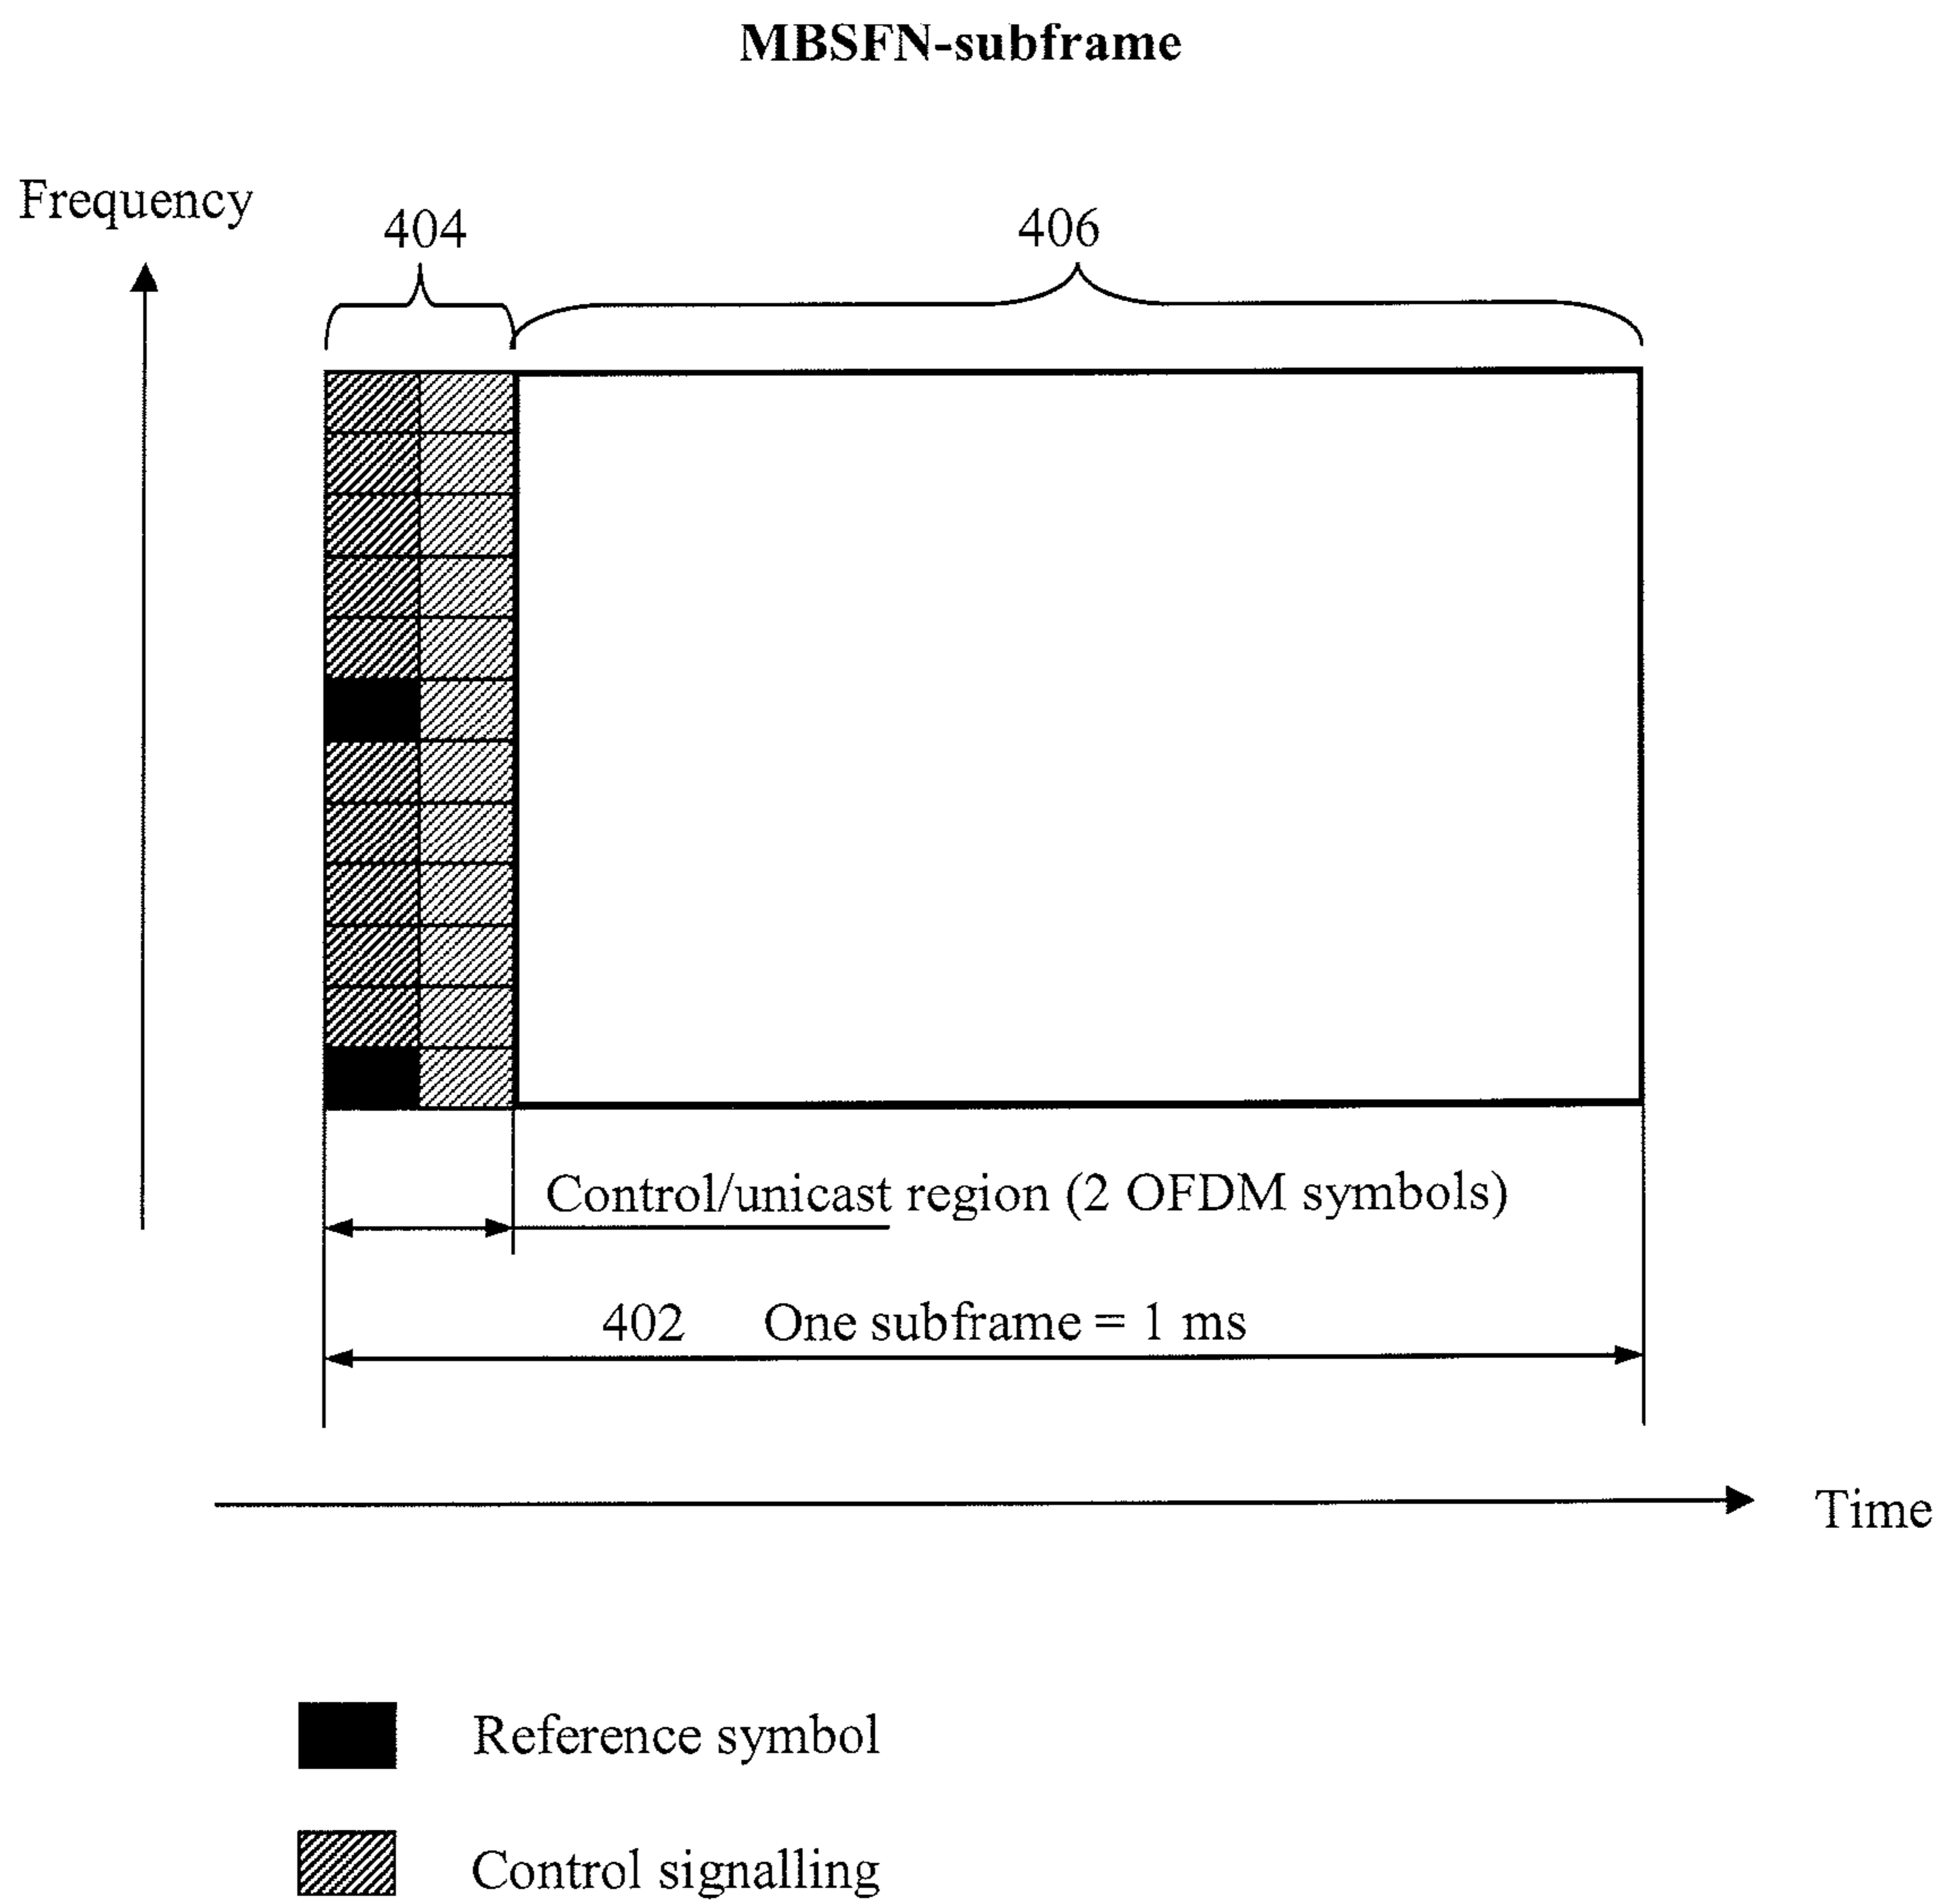 MBSFN-subframe
Frequency
404
406
Control/unicast region (2 OFDM symbols)
402 One subframe = 1 ms
Time
Reference symbol
Control signalling